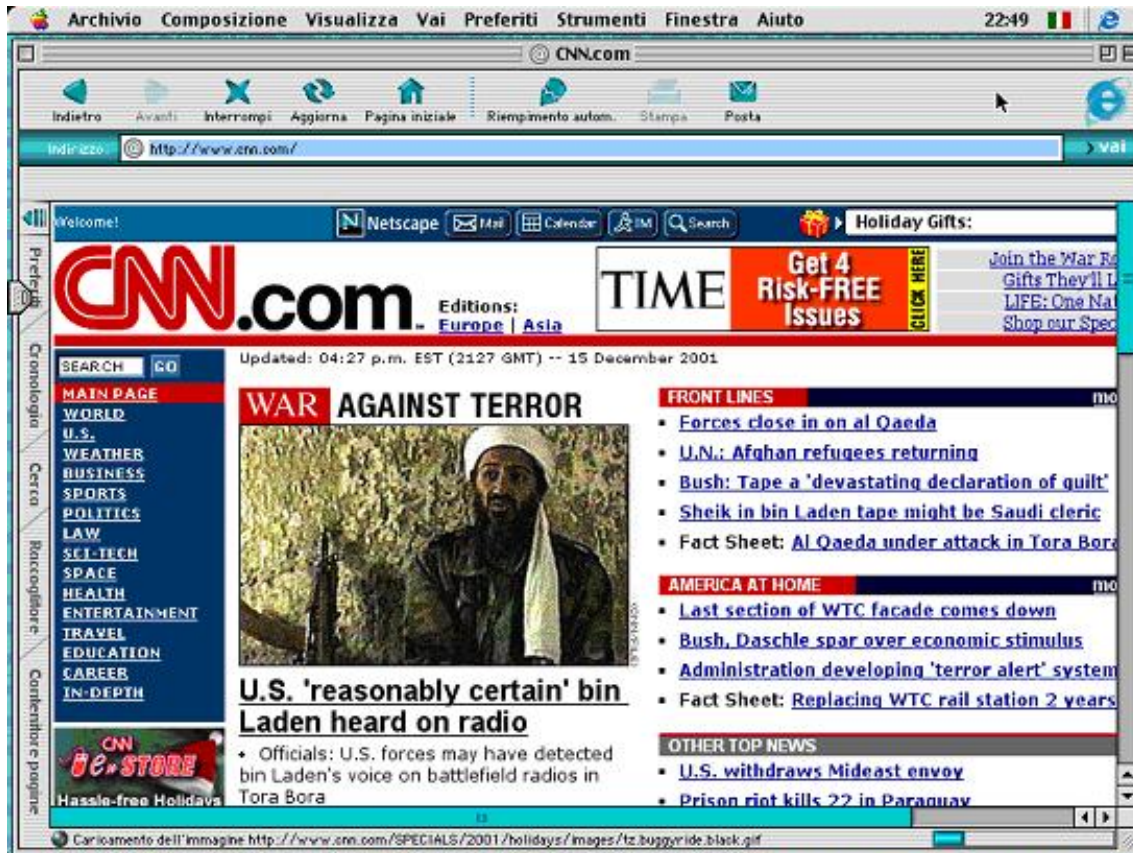 Archivio Composizione Visualizza Vai Preferiti Strumenti Finestra Aiuto 22:49
CNN.com
Indietro Avanti Interrompi Aggiorna Pagina iniziale Riempimento autom. Stampa Posta
Indirizzo: http://www.cnn.com/ vai
Welcome! Netscape Mail Calendar IM Search Holiday Gifts:
Preferiti
Cronologia
Cerca
Raccoglitore
Contenitore pagine
CNN.com
Editions:
Europe | Asia
TIME
Get 4
Risk-FREE
Issues
CLICK HERE
Join the War Ro
Gifts They'll L
LIFE: One Nat
Shop our Spec
SEARCH GO
MAIN PAGE
WORLD
U.S.
WEATHER
BUSINESS
SPORTS
POLITICS
LAW
SCI-TECH
SPACE
HEALTH
ENTERTAINMENT
TRAVEL
EDUCATION
CAREER
IN-DEPTH
CNN
e-STORE
Hassle-free Holidays
Updated: 04:27 p.m. EST (2127 GMT) -- 15 December 2001
WAR AGAINST TERROR
U.S. 'reasonably certain' bin
Laden heard on radio
• Officials: U.S. forces may have detected
bin Laden's voice on battlefield radios in
Tora Bora
FRONT LINES mo
• Forces close in on al Qaeda
• U.N.: Afghan refugees returning
• Bush: Tape a 'devastating declaration of guilt'
• Sheik in bin Laden tape might be Saudi cleric
• Fact Sheet: Al Qaeda under attack in Tora Bora
AMERICA AT HOME mo
• Last section of WTC facade comes down
• Bush, Daschle spar over economic stimulus
• Administration developing 'terror alert' system
• Fact Sheet: Replacing WTC rail station 2 years
OTHER TOP NEWS
• U.S. withdraws Mideast envoy
• Prison riot kills 22 in Paraguay
Caricamento dell'immagine http://www.cnn.com/SPECIALS/2001/holidays/images/tz.buggyride.black.gif